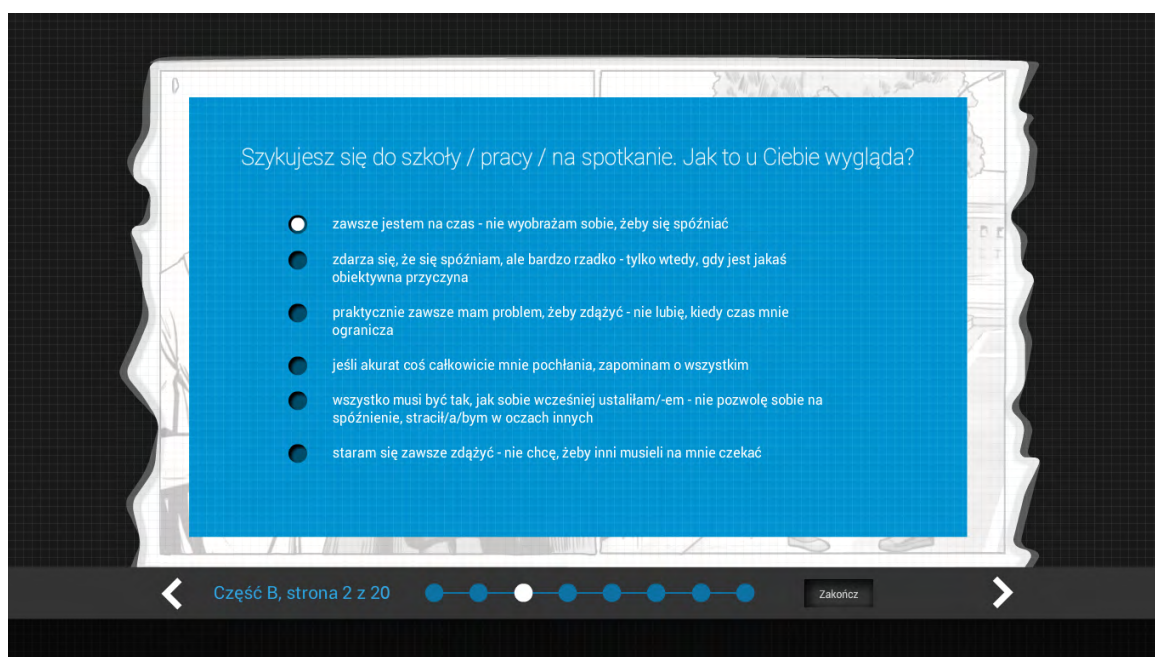 Szykujesz się do szkoły / pracy / na spotkanie. Jak to u Ciebie wygląda?
zawsze jestem na czas - nie wyobrażam sobie, żeby się spóźniać
zdarza się, że się spóźniam, ale bardzo rzadko - tylko wtedy, gdy jest jakaś
obiektywna przyczyna
praktycznie zawsze mam problem, żeby zdążyć - nie lubię, kiedy czas mnie
ogranicza
jeśli akurat coś całkowicie mnie pochłania, zapominam o wszystkim
wszystko musi być tak, jak sobie wcześniej ustaliłam/-em - nie pozwolę sobie na
spóźnienie, stracił/a/bym w oczach innych
staram się zawsze zdążyć - nie chcę, żeby inni musieli na mnie czekać
Część B, strona 2 z 20
Zakończ